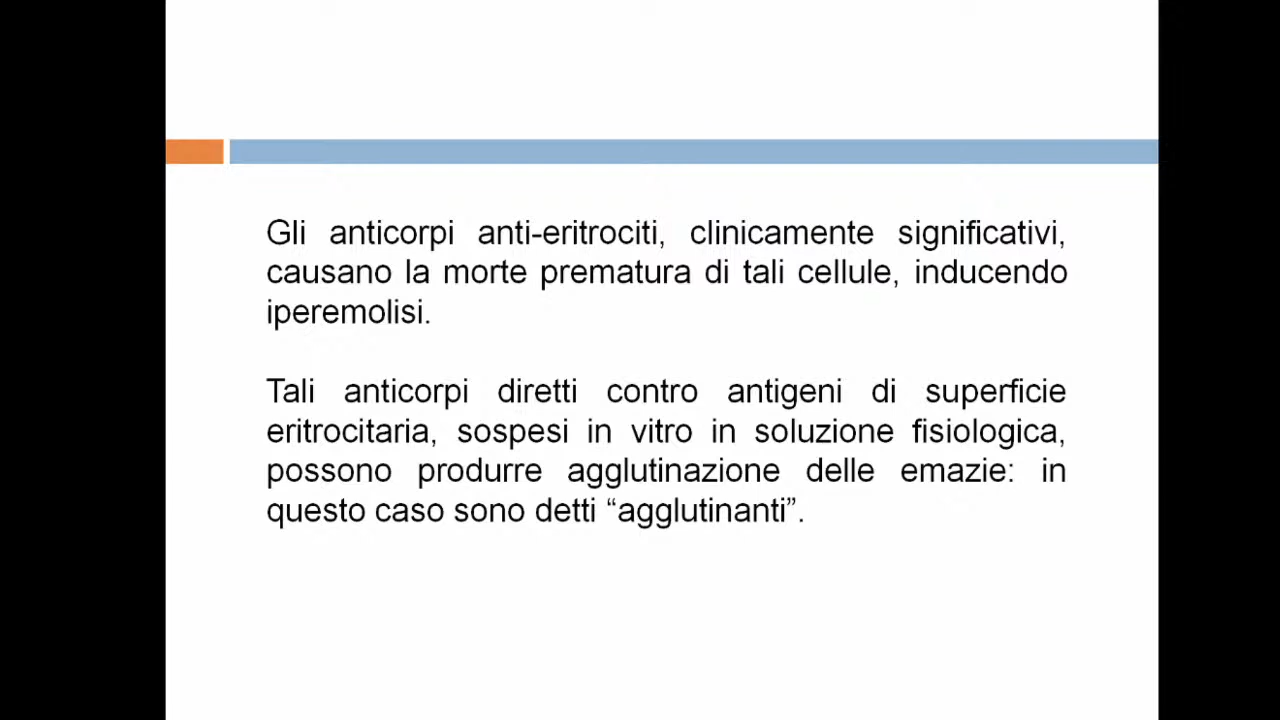 Gli anticorpi anti-eritrociti, clinicamente significativi,
causano la morte prematura di tali cellule, inducendo
iperemolisi.
Tali anticorpi diretti contro antigeni di superficie
eritrocitaria, sospesi in vitro in soluzione fisiologica,
possono produrre agglutinazione delle emazie: in
questo caso sono detti “agglutinanti”.